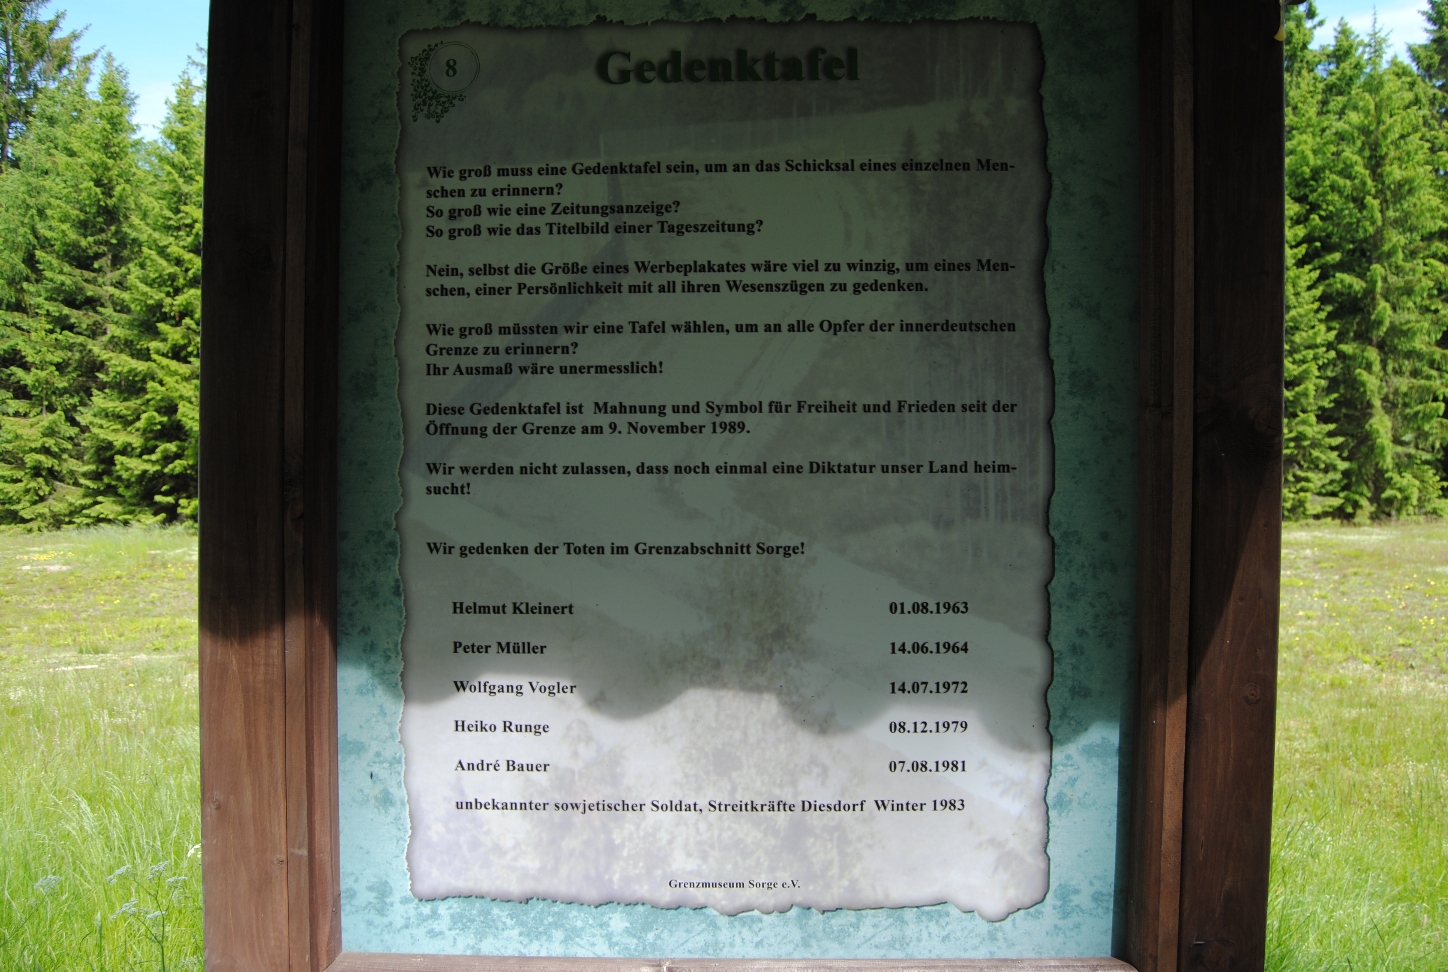 8
Gedenktafel
Wie groß muss eine Gedenktafel sein, um an das Schicksal eines einzelnen Men-
schen zu erinnern?
So groß wie eine Zeitungsanzeige?
So groß wie das Titelbild einer Tageszeitung?
Nein, selbst die Größe eines Werbeplakates wäre viel zu winzig, um eines Men-
schen, einer Persönlichkeit mit all ihren Wesenszügen zu gedenken.
Wie groß müssten wir eine Tafel wählen, um an alle Opfer der innerdeutschen
Grenze zu erinnern?
Ihr Ausmaß wäre unermesslich!
Diese Gedenktafel ist Mahnung und Symbol für Freiheit und Frieden seit der
Öffnung der Grenze am 9. November 1989.
Wir werden nicht zulassen, dass noch einmal eine Diktatur unser Land heim-
sucht!
Wir gedenken der Toten im Grenzabschnitt Sorge!
Helmut Kleinert 01.08.1963
Peter Müller 14.06.1964
Wolfgang Vogler 14.07.1972
Heiko Runge 08.12.1979
André Bauer 07.08.1981
unbekannter sowjetischer Soldat, Streitkräfte Diesdorf Winter 1983
Grenzmuseum Sorge e.V.